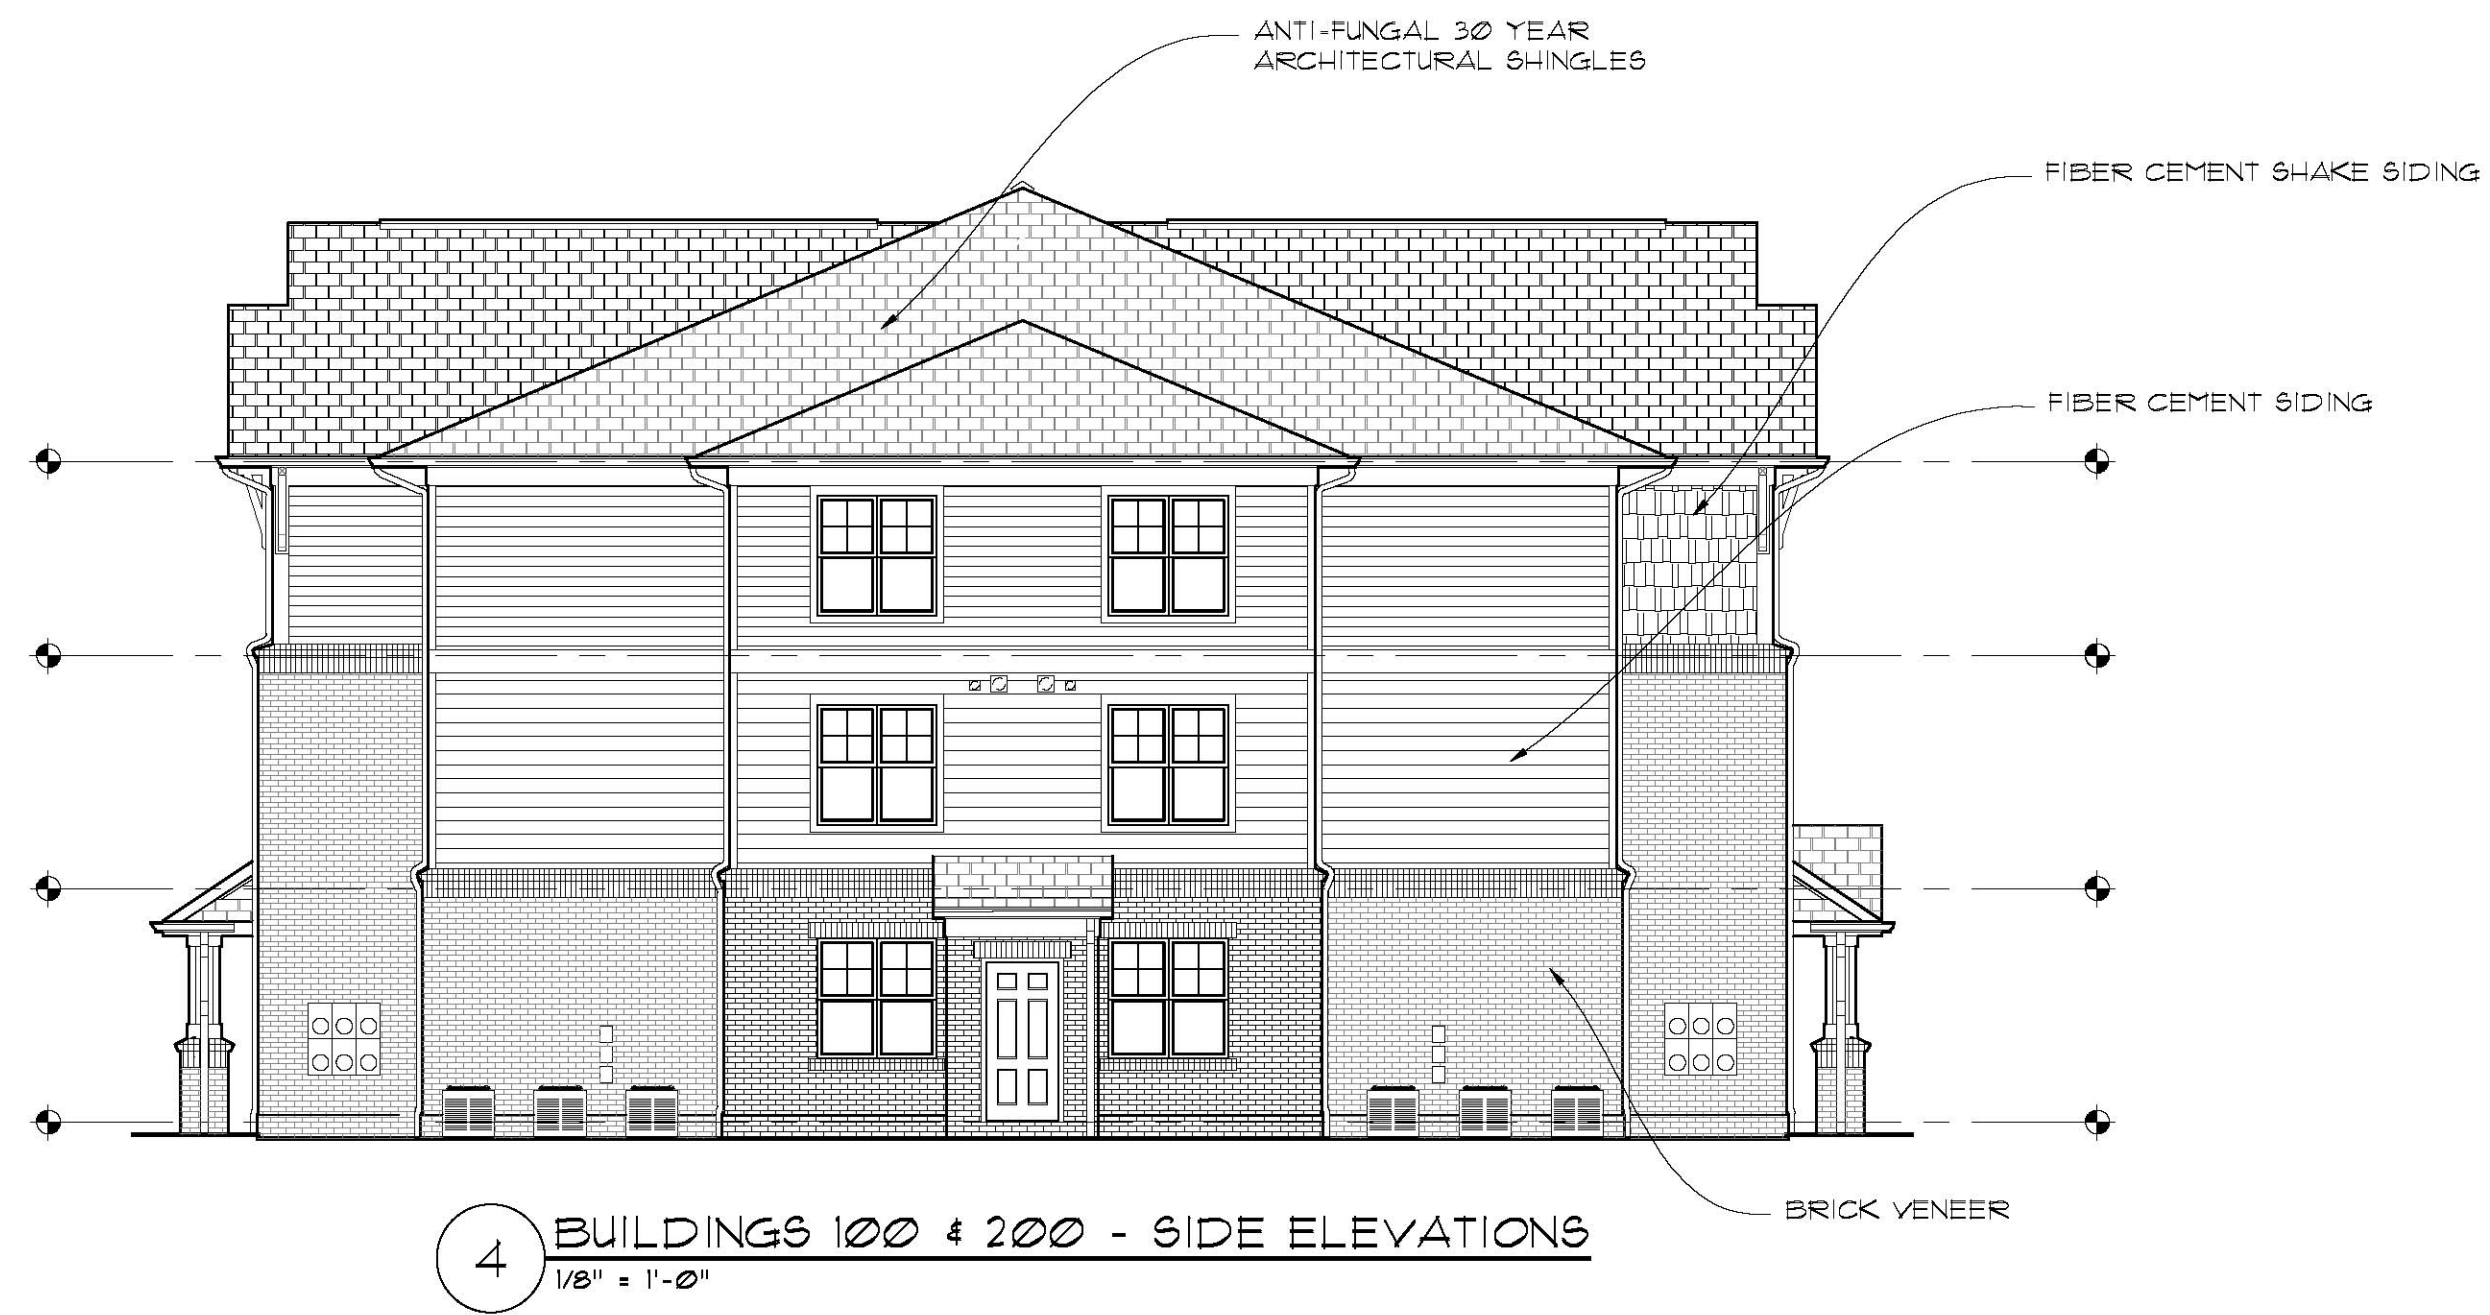 ANTI-FUNGAL 30 YEAR
ARCHITECTURAL SHINGLES
FIBER CEMENT SHAKE SIDING
FIBER CEMENT SIDING
BRICK VENEER
4
BUILDINGS 100 & 200 - SIDE ELEVATIONS
1/8" = 1'-0"